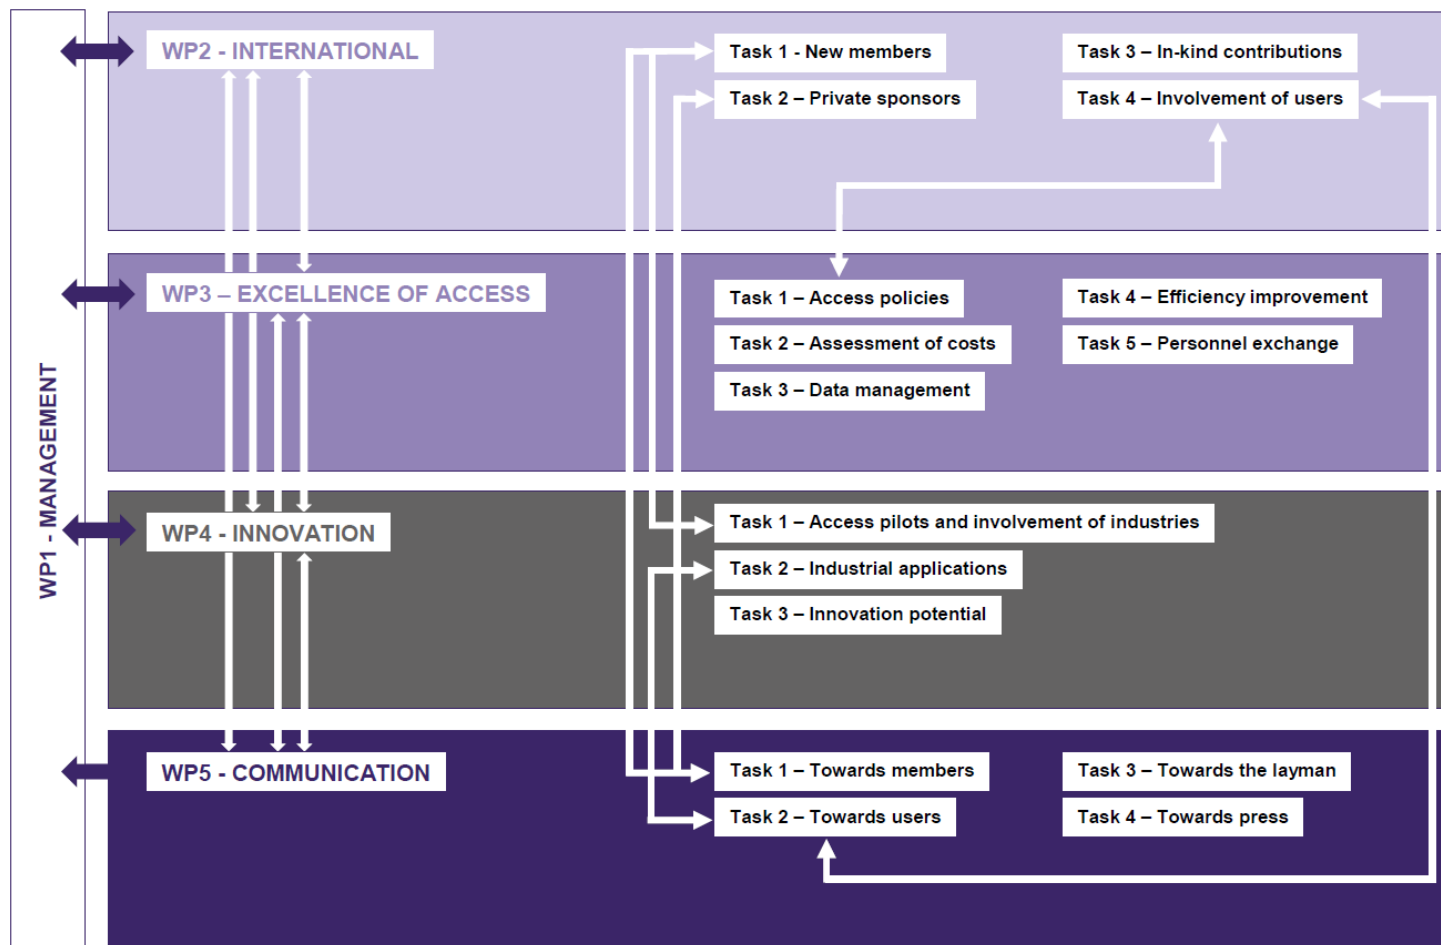 WP1 - MANAGEMENT
WP2 - INTERNATIONAL
Task 1 - New members
Task 2 – Private sponsors
Task 3 – In-kind contributions
Task 4 – Involvement of users
WP3 – EXCELLENCE OF ACCESS
Task 1 – Access policies
Task 2 – Assessment of costs
Task 3 – Data management
Task 4 – Efficiency improvement
Task 5 – Personnel exchange
WP4 - INNOVATION
Task 1 – Access pilots and involvement of industries
Task 2 – Industrial applications
Task 3 – Innovation potential
WP5 - COMMUNICATION
Task 1 – Towards members
Task 2 – Towards users
Task 3 – Towards the layman
Task 4 – Towards press